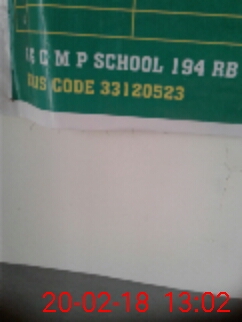 G M P SCHOOL 194 RB
CODE 33120523
20-02-18 13:02